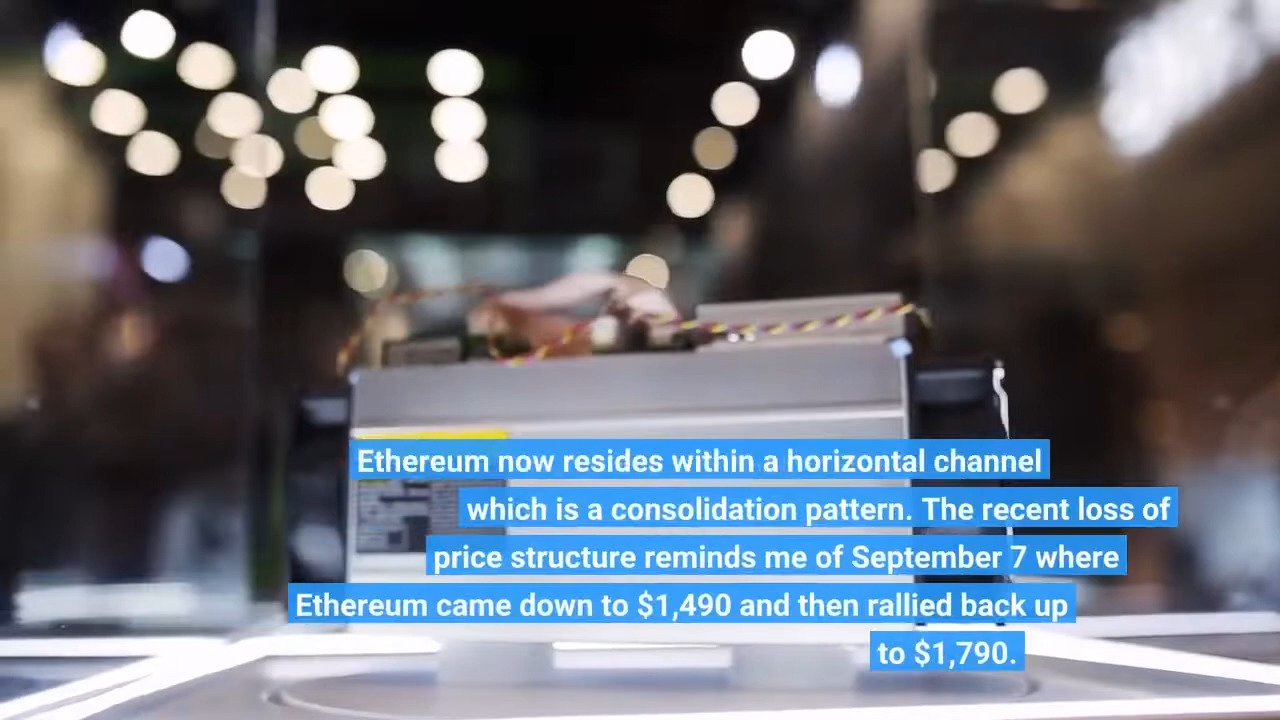 Ethereum now resides within a horizontal channel
which is a consolidation pattern. The recent loss of
price structure reminds me of September 7 where
Ethereum came down to $1,490 and then rallied back up
to $1,790.